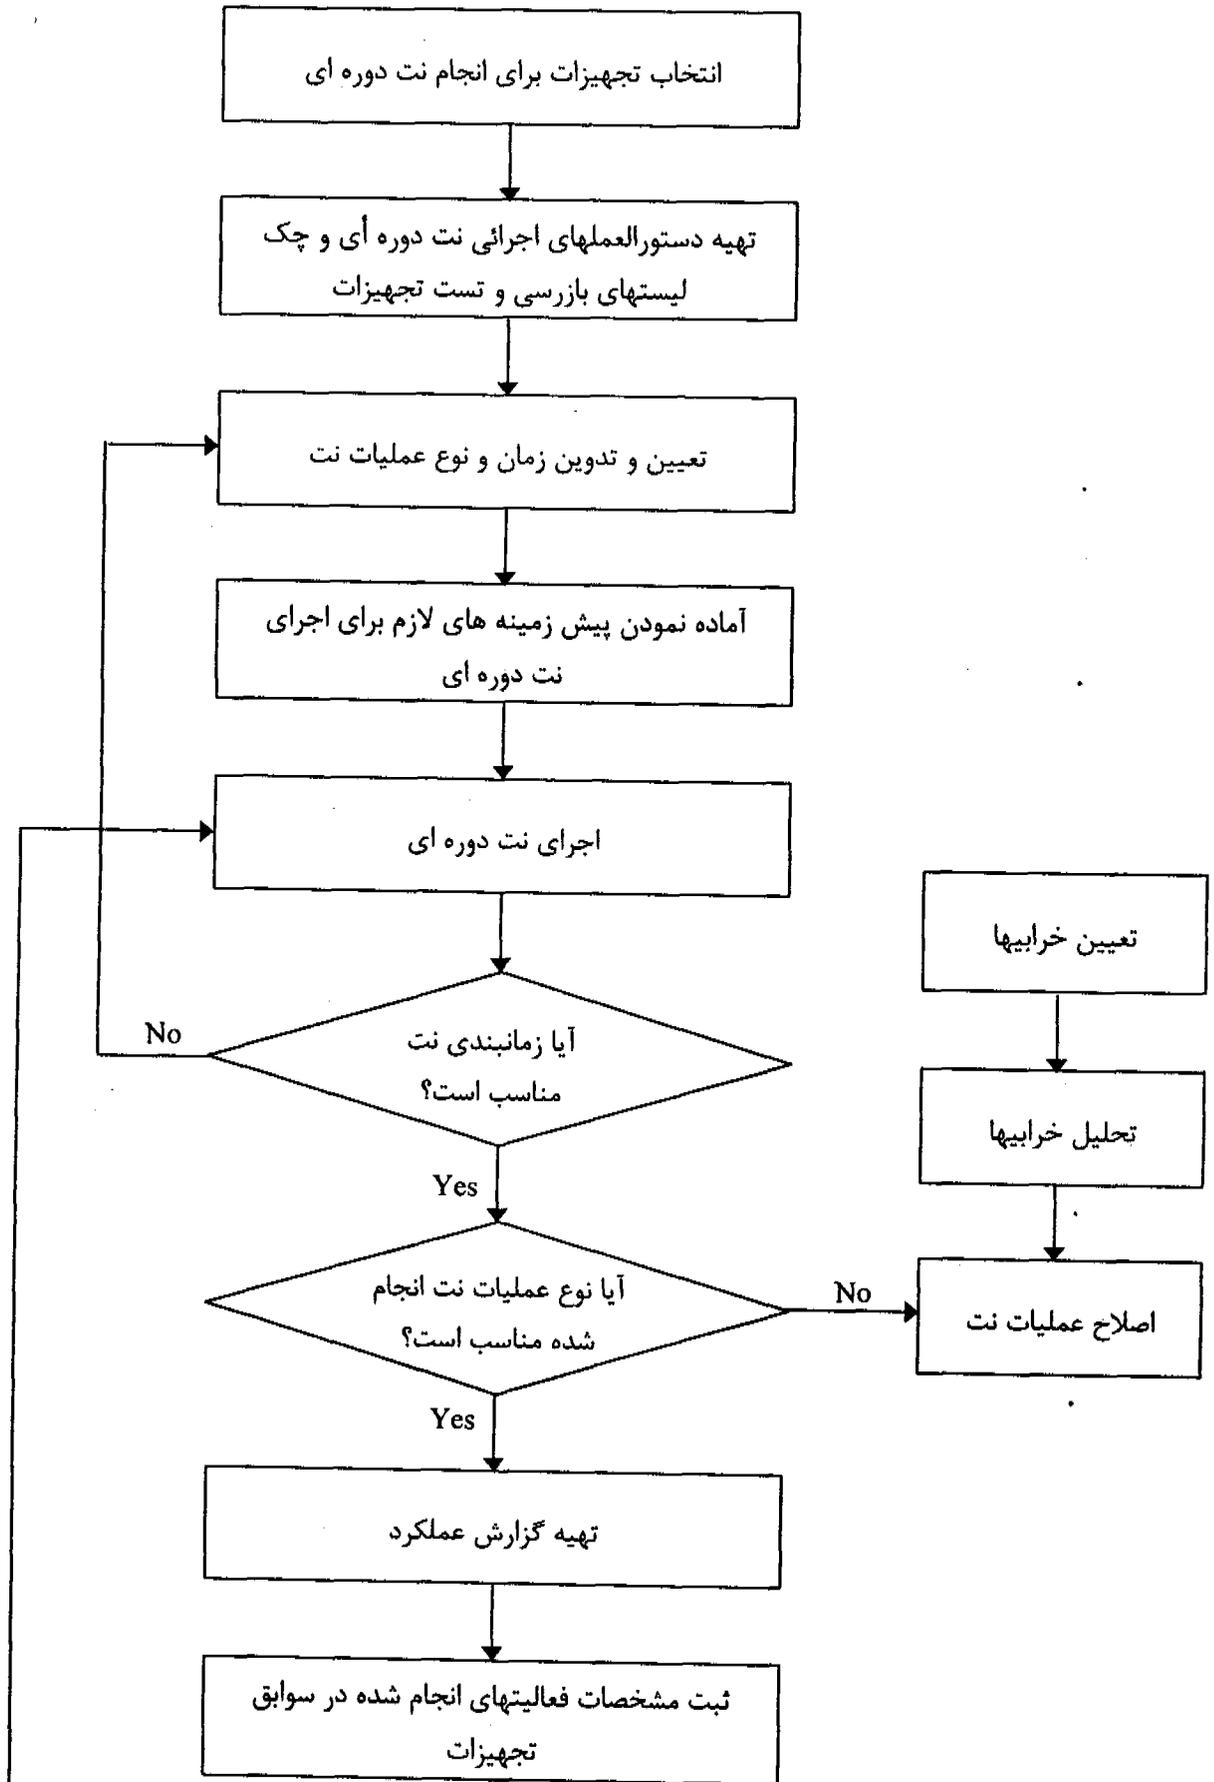 انتخاب تجهیزات برای انجام نت دوره ای
تهیه دستورالعملهای اجرائی نت دوره أی و چک
لیستهای بازرسی و تست تجهیزات
تعیین و تدوین زمان و نوع عملیات نت
آماده نمودن پیش زمینه های لازم برای اجرای
نت دوره ای
اجرای نت دوره ای
تعیین خرابیها
No
آیا زمانبندی نت
مناسب است؟
تحلیل خرابیها
Yes
آیا نوع عملیات نت انجام
شده مناسب است؟
No
اصلاح عملیات نت
Yes
تهیه گزارش عملکرد
ثبت مشخصات فعالیتهای انجام شده در سوابق
تجهیزات